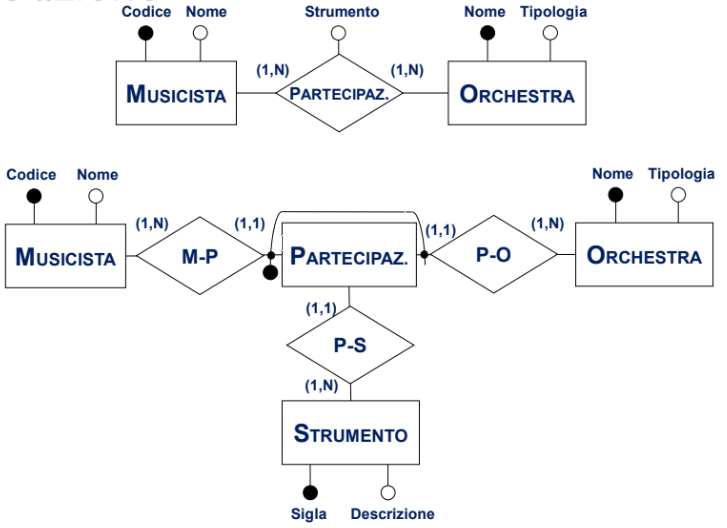 Codice Nome Strumento Nome Tipologia
(1,N) (1,N)
MUSICISTA PARTECIPAZ. ORCHESTRA
Codice Nome Nome Tipologia
(1,N) (1,1) (1,1) (1,N)
MUSICISTA M-P PARTECIPAZ. P-O ORCHESTRA
(1,1)
P-S
(1,N)
STRUMENTO
Sigla Descrizione